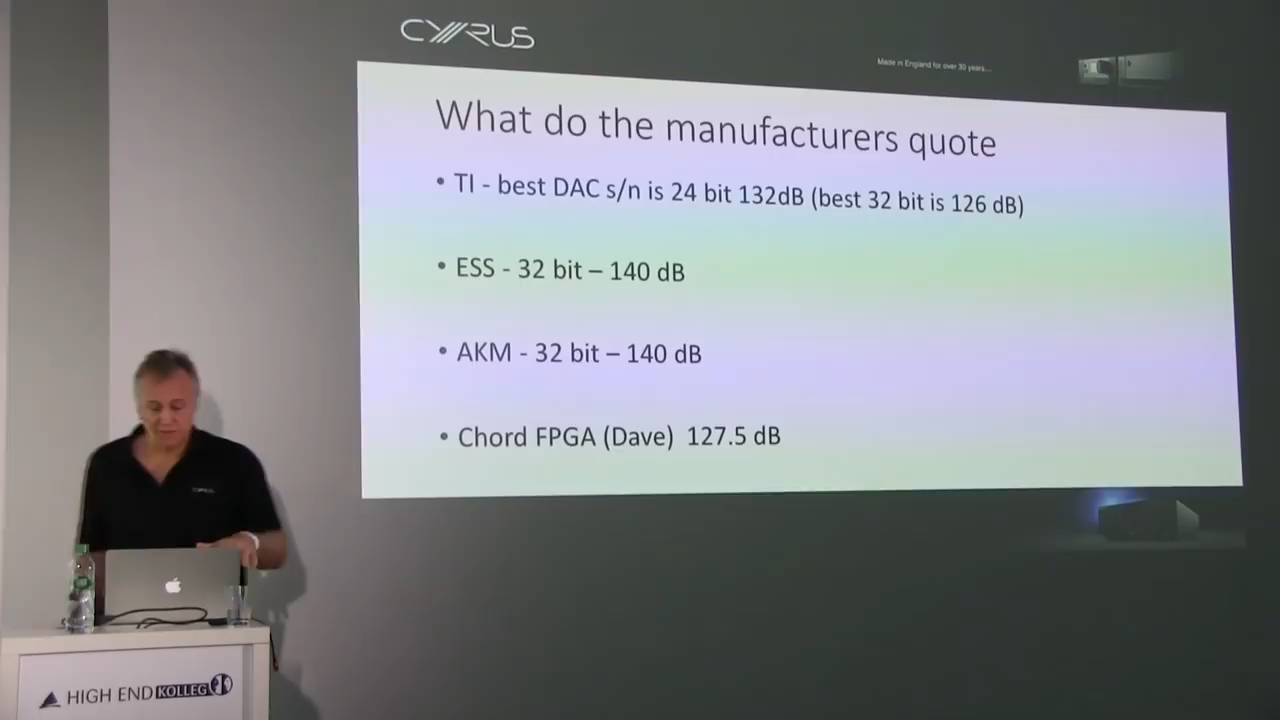 CYRUS
Made in England for over 30 years...
What do the manufacturers quote
• TI - best DAC s/n is 24 bit 132dB (best 32 bit is 126 dB)
• ESS - 32 bit – 140 dB
• AKM - 32 bit – 140 dB
• Chord FPGA (Dave) 127.5 dB
CYRUS
HIGH END KOLLEG